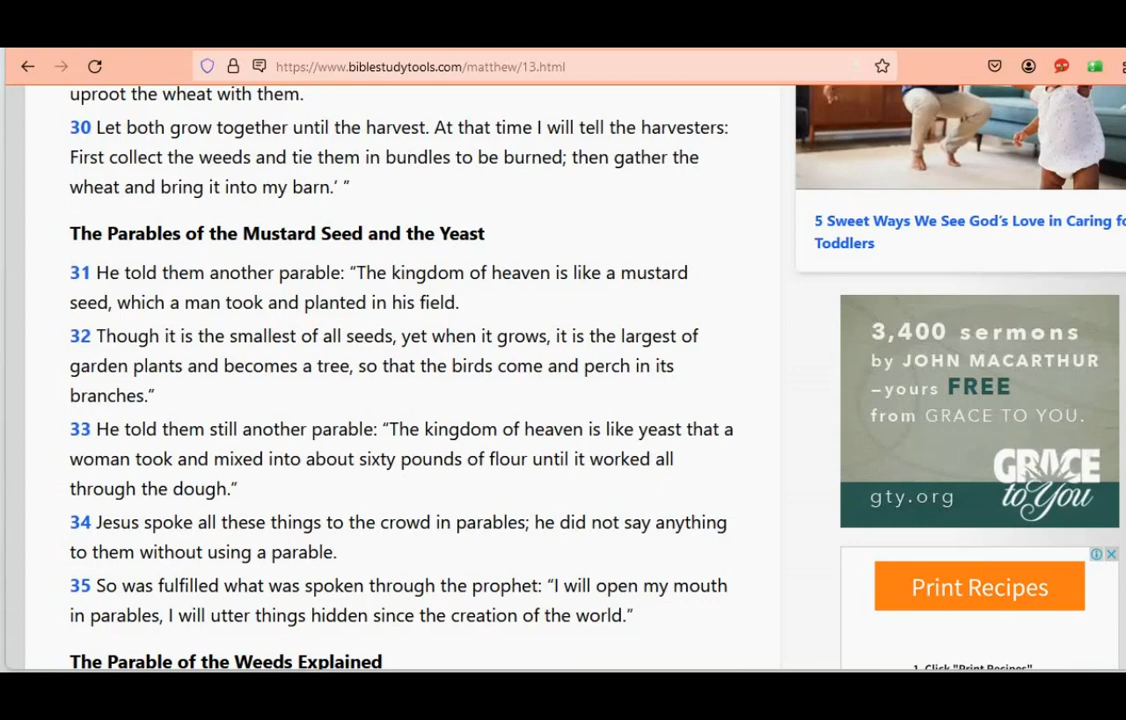 https://www.biblestudytools.com/matthew/13.html
uproot the wheat with them.
30 Let both grow together until the harvest. At that time I will tell the harvesters:
First collect the weeds and tie them in bundles to be burned; then gather the
wheat and bring it into my barn.’ ”
The Parables of the Mustard Seed and the Yeast
31 He told them another parable: “The kingdom of heaven is like a mustard
seed, which a man took and planted in his field.
32 Though it is the smallest of all seeds, yet when it grows, it is the largest of
garden plants and becomes a tree, so that the birds come and perch in its
branches.”
33 He told them still another parable: “The kingdom of heaven is like yeast that a
woman took and mixed into about sixty pounds of flour until it worked all
through the dough.”
34 Jesus spoke all these things to the crowd in parables; he did not say anything
to them without using a parable.
35 So was fulfilled what was spoken through the prophet: “I will open my mouth
in parables, I will utter things hidden since the creation of the world.”
The Parable of the Weeds Explained
5 Sweet Ways We See God’s Love in Caring fo
Toddlers
3,400 sermons
by JOHN MACARTHUR
–yours FREE
from GRACE TO YOU.
GRACE
to You
gty.org
Print Recipes
1. Click "Print Recipes"